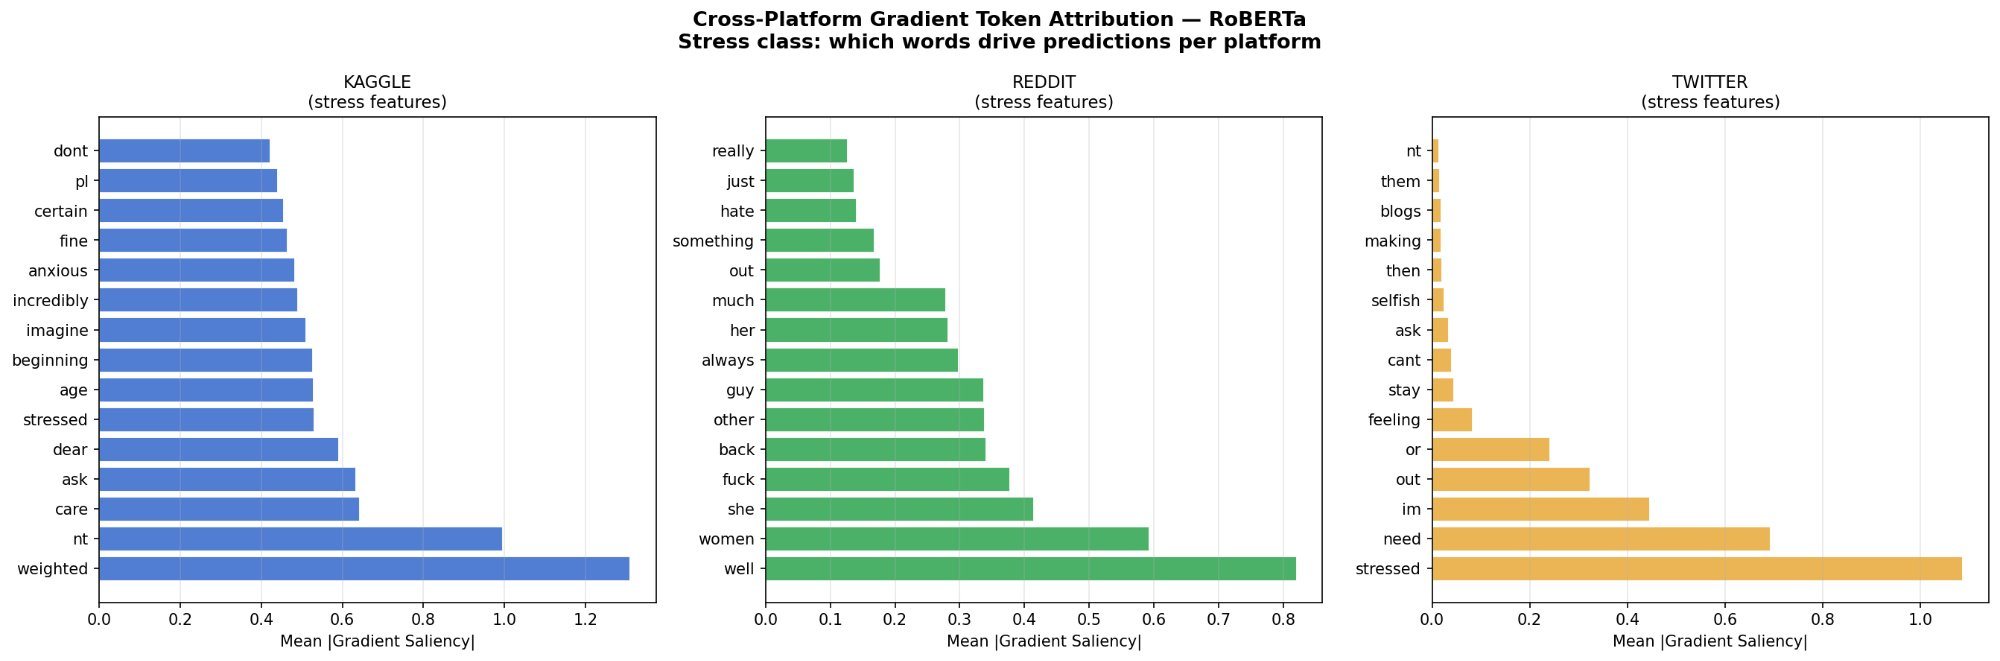 Cross-Platform Gradient Token Attribution — RoBERTa
Stress class: which words drive predictions per platform
KAGGLE
(stress features)
dont
pl
certain
fine
anxious
incredibly
imagine
beginning
age
stressed
dear
ask
care
nt
weighted
0.0 0.2 0.4 0.6 0.8 1.0 1.2
Mean |Gradient Saliency|
REDDIT
(stress features)
really
just
hate
something
out
much
her
always
guy
other
back
fuck
she
women
well
0.0 0.1 0.2 0.3 0.4 0.5 0.6 0.7 0.8
Mean |Gradient Saliency|
TWITTER
(stress features)
nt
them
blogs
making
then
selfish
ask
cant
stay
feeling
or
out
im
need
stressed
0.0 0.2 0.4 0.6 0.8 1.0
Mean |Gradient Saliency|